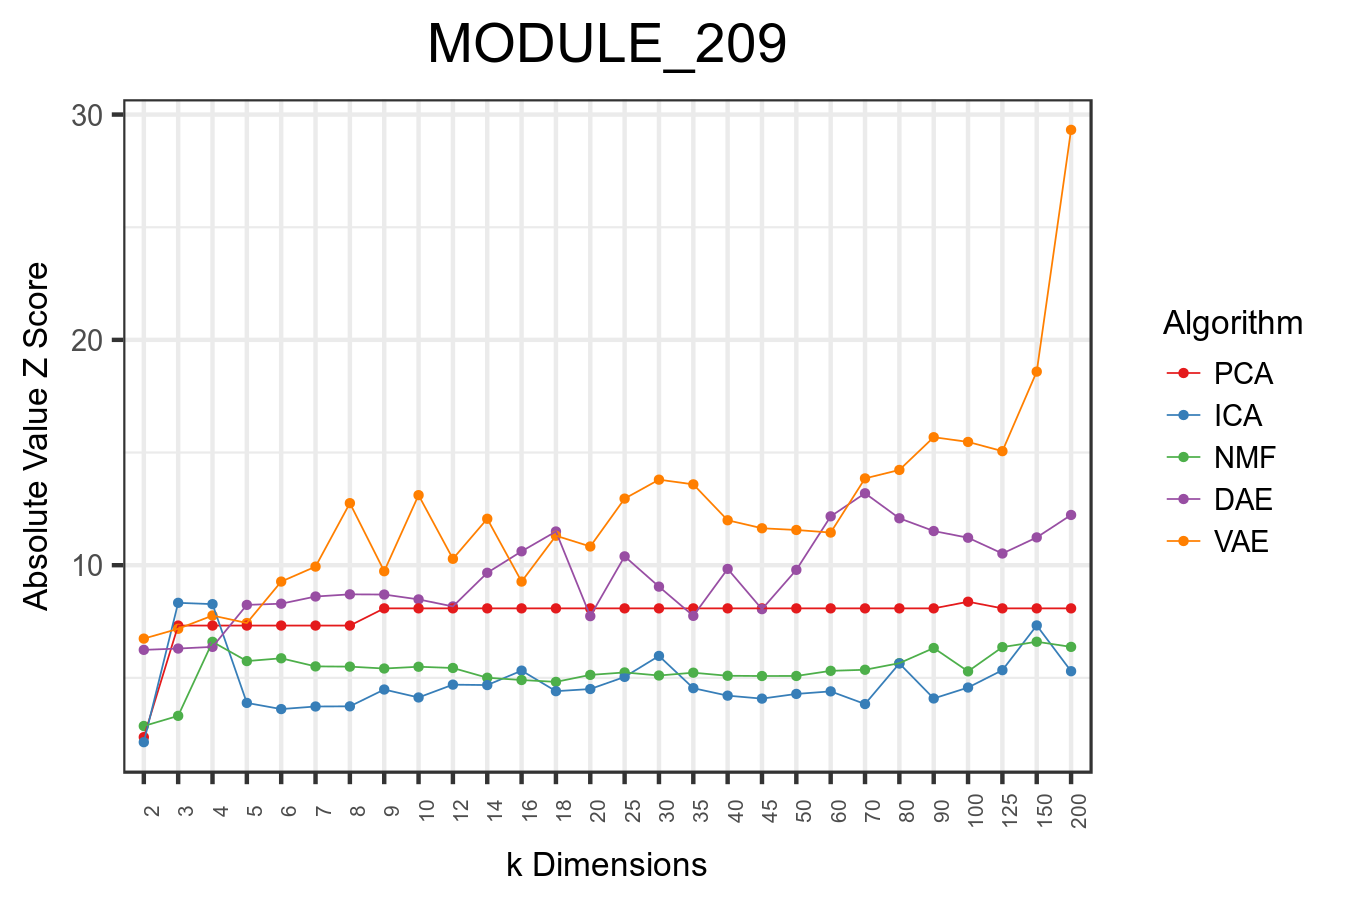 MODULE_209
Absolute Value Z Score
30
20
10
2 3 4 5 6 7 8 9 10 12 14 16 18 20 25 30 35 40 45 50 60 70 80 90 100 125 150 200
k Dimensions
Algorithm
PCA
ICA
NMF
DAE
VAE